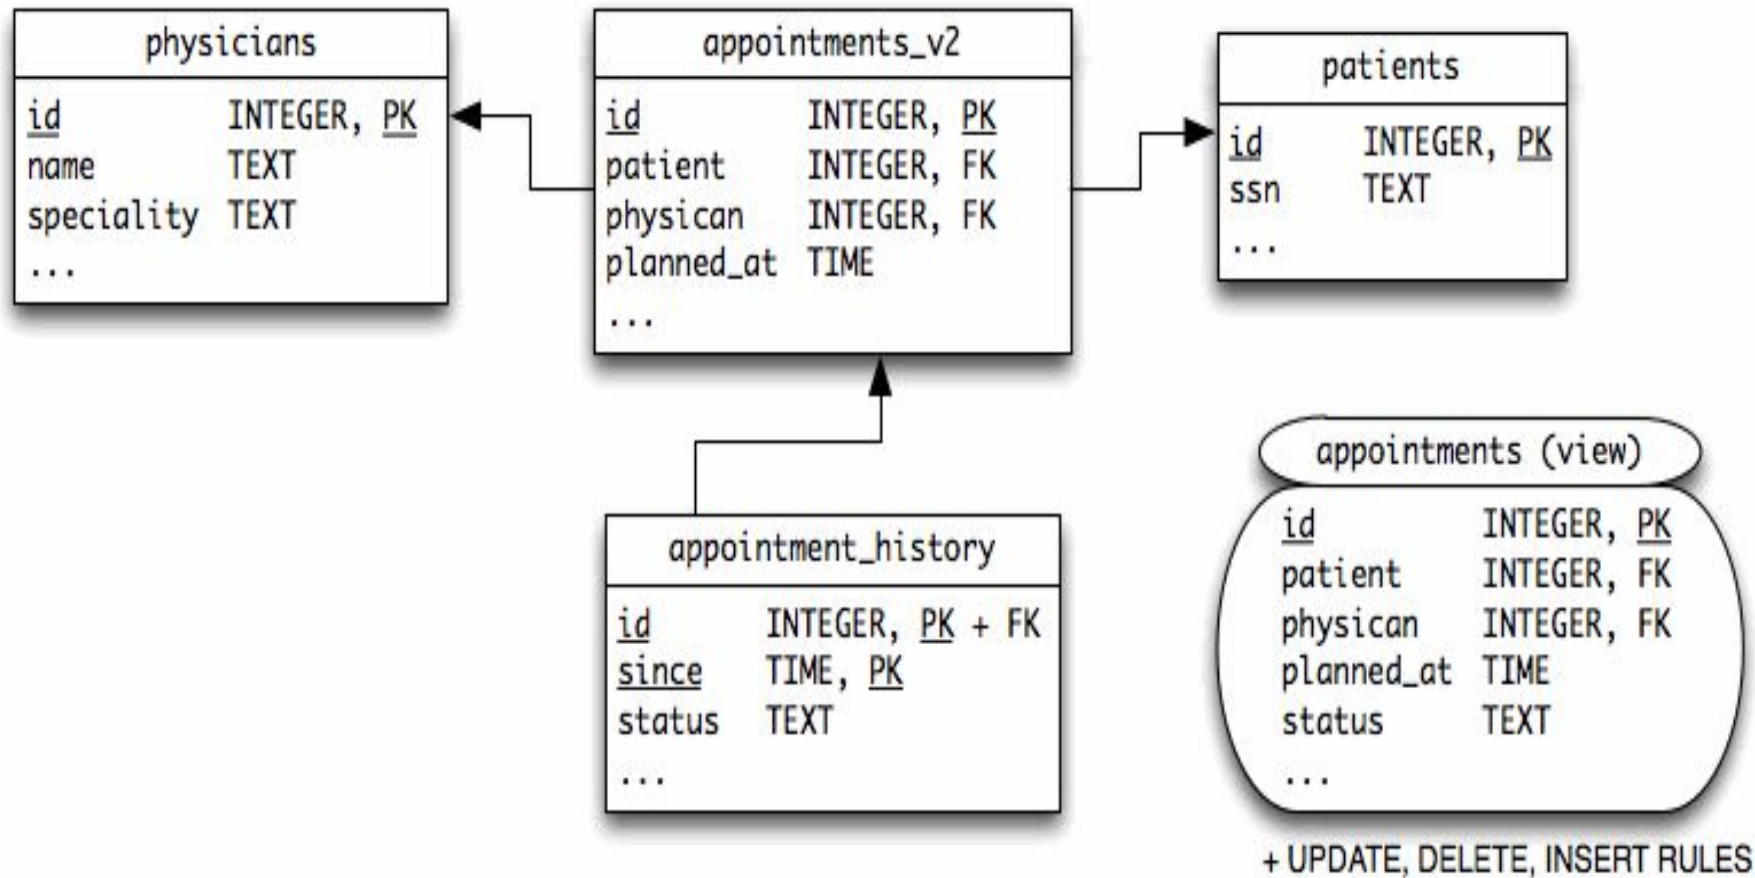 physicians
id INTEGER, PK
name TEXT
speciality TEXT
...
appointments_v2
id INTEGER, PK
patient INTEGER, FK
physican INTEGER, FK
planned_at TIME
...
patients
id INTEGER, PK
ssn TEXT
...
appointment_history
id INTEGER, PK + FK
since TIME, PK
status TEXT
...
appointments (view)
id INTEGER, PK
patient INTEGER, FK
physican INTEGER, FK
planned_at TIME
status TEXT
...
+ UPDATE, DELETE, INSERT RULES